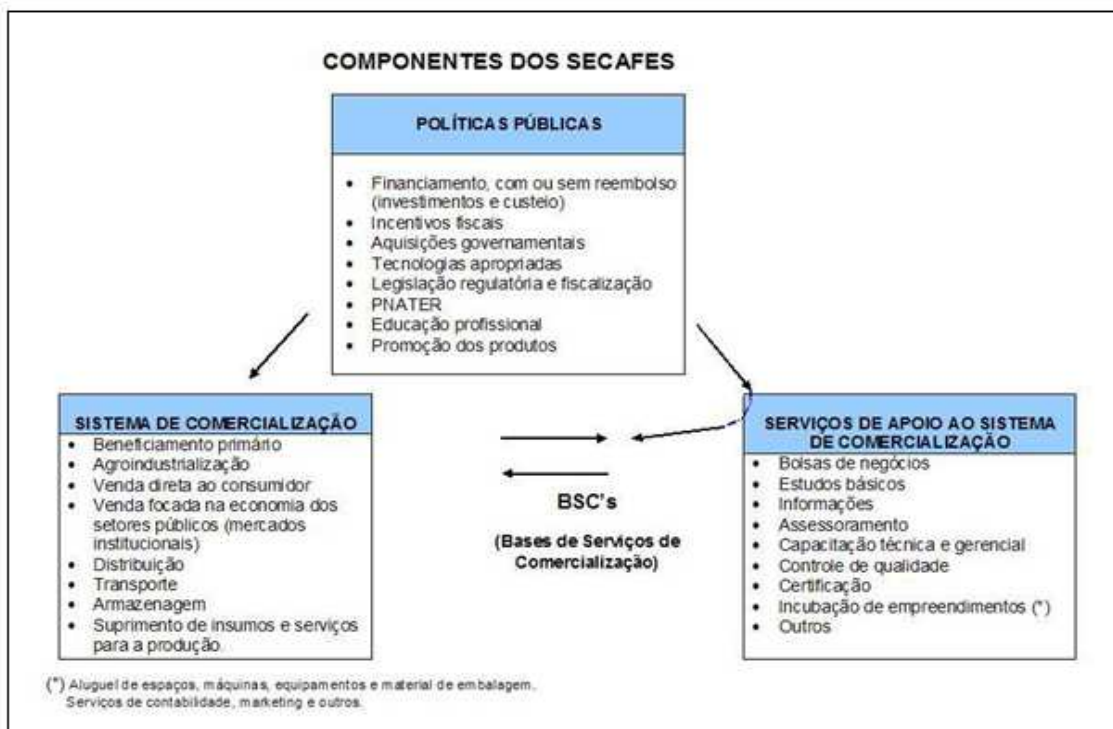 COMPONENTES DOS SECAFES
POLÍTICAS PÚBLICAS
• Financiamento, com ou sem reembolso
(investimentos e custeio)
• Incentivos fiscais
• Aquisições governamentais
• Tecnologias apropriadas
• Legislação regulatória e fiscalização
• PNATER
• Educação profissional
• Promoção dos produtos
SISTEMA DE COMERCIALIZAÇÃO
• Beneficiamento primário
• Agroindustrialização
• Venda direta ao consumidor
• Venda focada na economia dos
setores públicos (mercados
institucionais)
• Distribuição
• Transporte
• Armazenagem
• Suprimento de insumos e serviços
para a produção.
BSC's
(Bases de Serviços de
Comercialização)
SERVIÇOS DE APOIO AO SISTEMA
DE COMERCIALIZAÇÃO
• Bolsas de negócios
• Estudos básicos
• Informações
• Assessoramento
• Capacitação técnica e gerencial
• Controle de qualidade
• Certificação
• Incubação de empreendimentos (*)
• Outros
(*) Aluguel de espaços, máquinas, equipamentos e material de embalagem.
Serviços de contabilidade, marketing e outros.